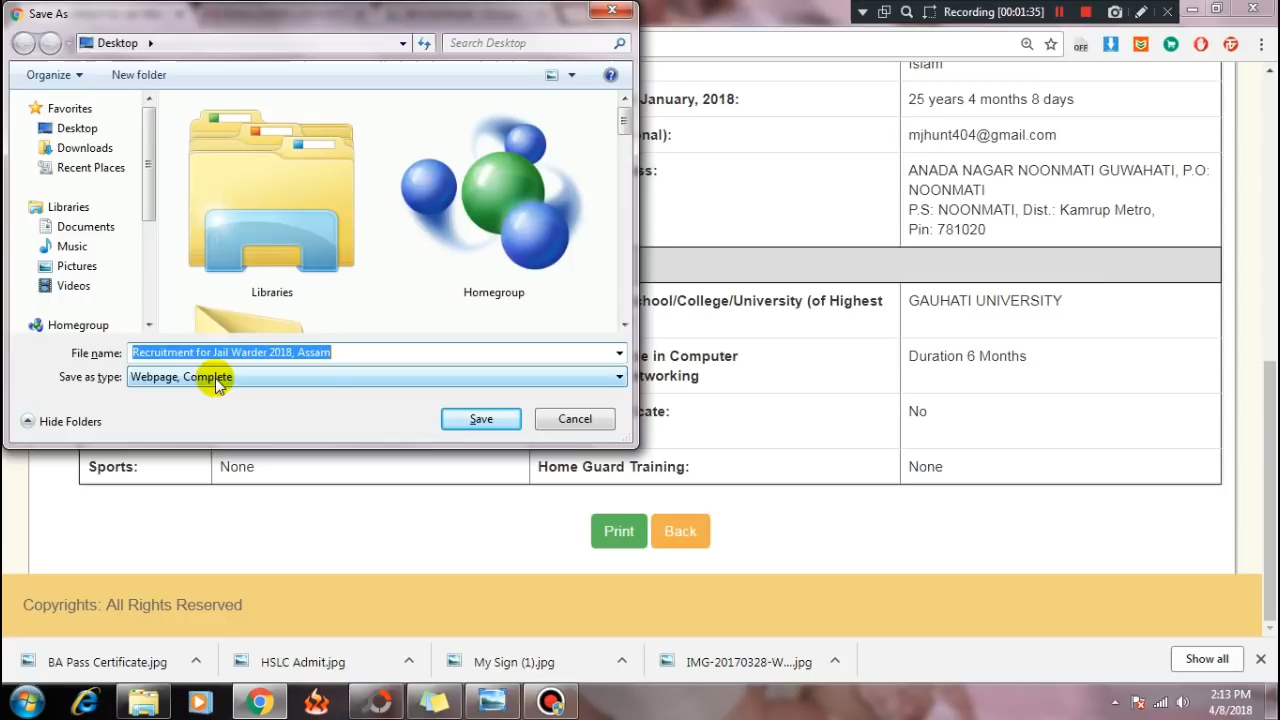 Save As
Recording [00:01:35]
Desktop
Search Desktop
Organize
New folder
OFF
Favorites
Desktop
Downloads
Recent Places
Libraries
Documents
Music
Pictures
Videos
Homegroup
Libraries
Homegroup
File name: Recruitment for Jail Warder 2018, Assam
Save as type: Webpage, Complete
Hide Folders
Save
Cancel
Islam
January, 2018: 25 years 4 months 8 days
onal): mjhunt404@gmail.com
ss: ANADA NAGAR NOONMATI GUWAHATI, P.O:
NOONMATI
P.S: NOONMATI, Dist.: Kamrup Metro,
Pin: 781020
chool/College/University (of Highest GAUHATI UNIVERSITY
e in Computer Duration 6 Months
tworking
cate: No
Sports: None Home Guard Training: None
Print Back
Copyrights: All Rights Reserved
BA Pass Certificate.jpg HSLC Admit.jpg My Sign (1).jpg IMG-20170328-W....jpg Show all
2:13 PM
4/8/2018